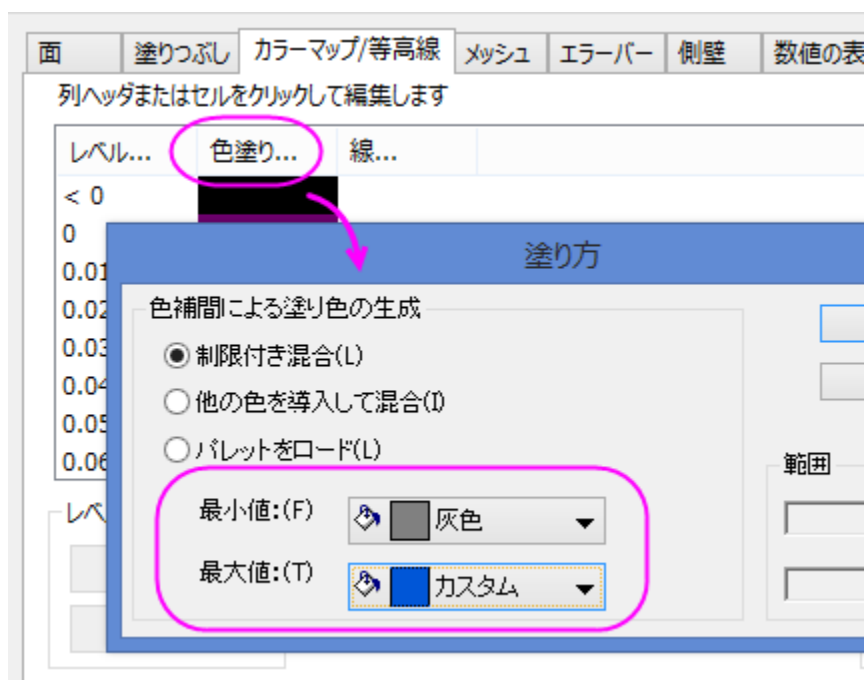 面 塗りつぶし カラーマップ/等高線 メッシュ エラーバー 側壁 数値の表
列ヘッダまたはセルをクリックして編集します
レベル... 色塗り... 線...
< 0
0
0.01
0.02
0.03
0.04
0.05
0.06
塗り方
色補間による塗り色の生成
制限付き混合(L)
他の色を導入して混合(I)
パレットをロード(L)
最小値:(F) 灰色
最大値:(T) カスタム
範囲
レベ